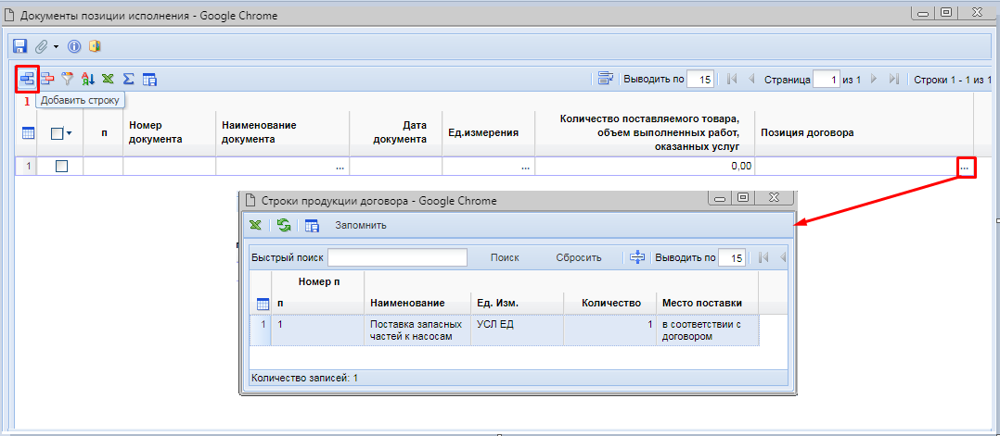 Документы позиции исполнения - Google Chrome
Выводить по 15 Страница 1 из 1 Строки 1 - 1 из 1
1 Добавить строку
п
Номер
документа
Наименование
документа
Дата
документа
Ед.измерения
Количество поставляемого товара,
объем выполненных работ,
оказанных услуг
Позиция договора
1 ... ... 0,00 ...
Строки продукции договора - Google Chrome
Запомнить
Быстрый поиск Поиск Сбросить Выводить по 15
Номер п
п Наименование Ед. Изм. Количество Место поставки
1 1 Поставка запасных
частей к насосам
УСЛ ЕД 1 в соответствии с
договором
Количество записей: 1